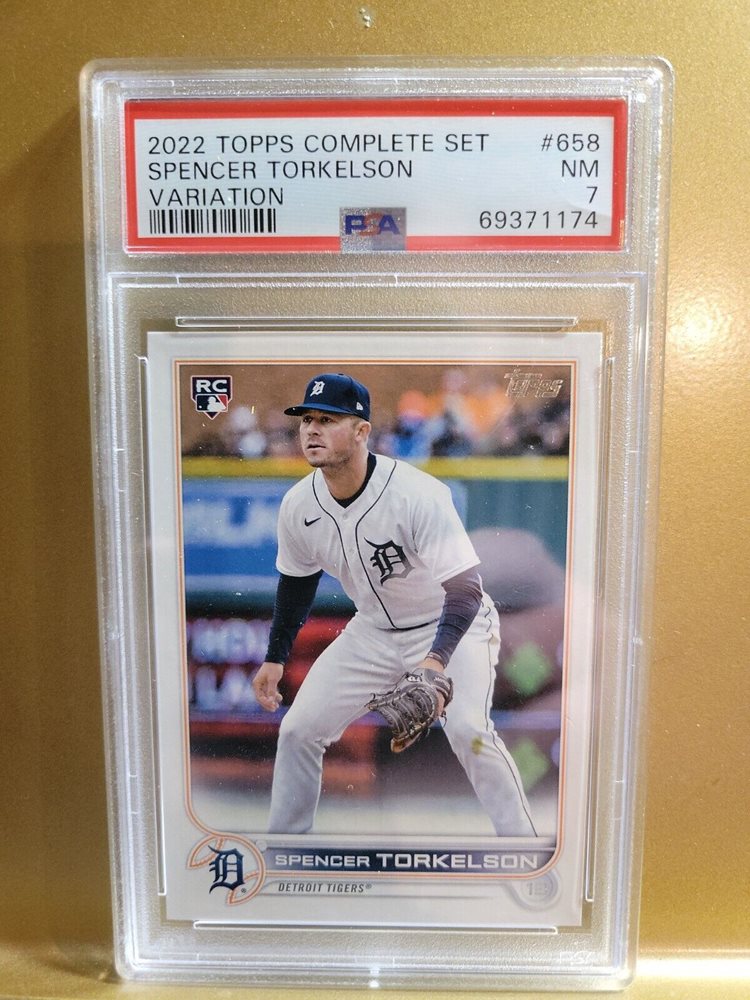 2022 TOPPS COMPLETE SET #658
SPENCER TORKELSON NM
VARIATION 7
PSA 69371174
RC
D
Topps
D
D SPENCER TORKELSON
DETROIT TIGERS® 1B